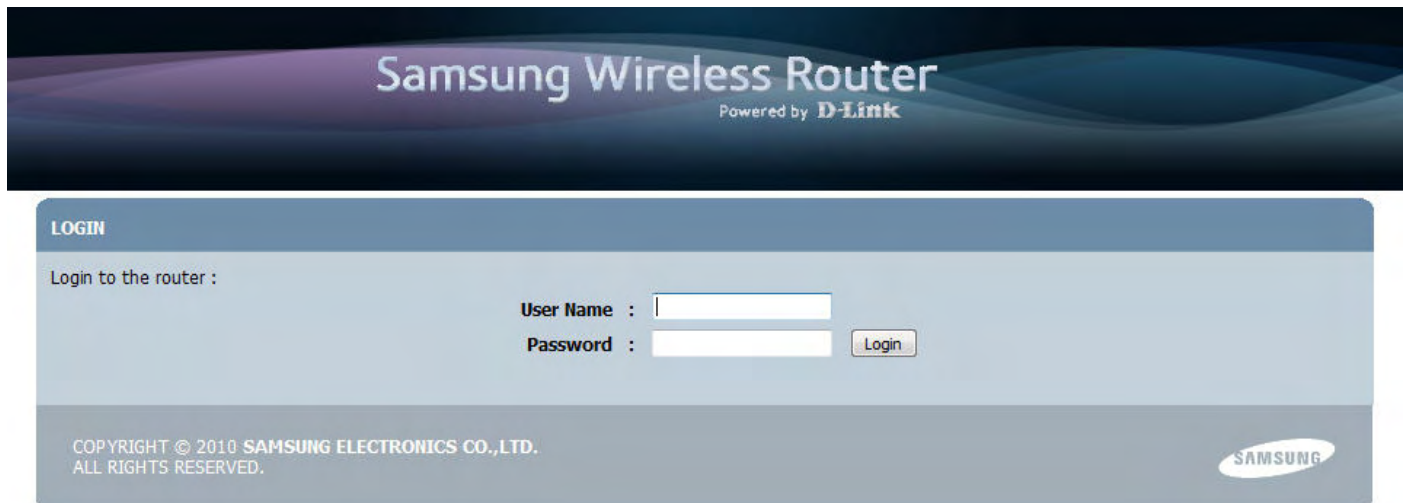 Samsung Wireless Router
Powered by D-Link
LOGIN
Login to the router :
User Name :
Password : Login
COPYRIGHT © 2010 SAMSUNG ELECTRONICS CO.,LTD.
ALL RIGHTS RESERVED.
SAMSUNG